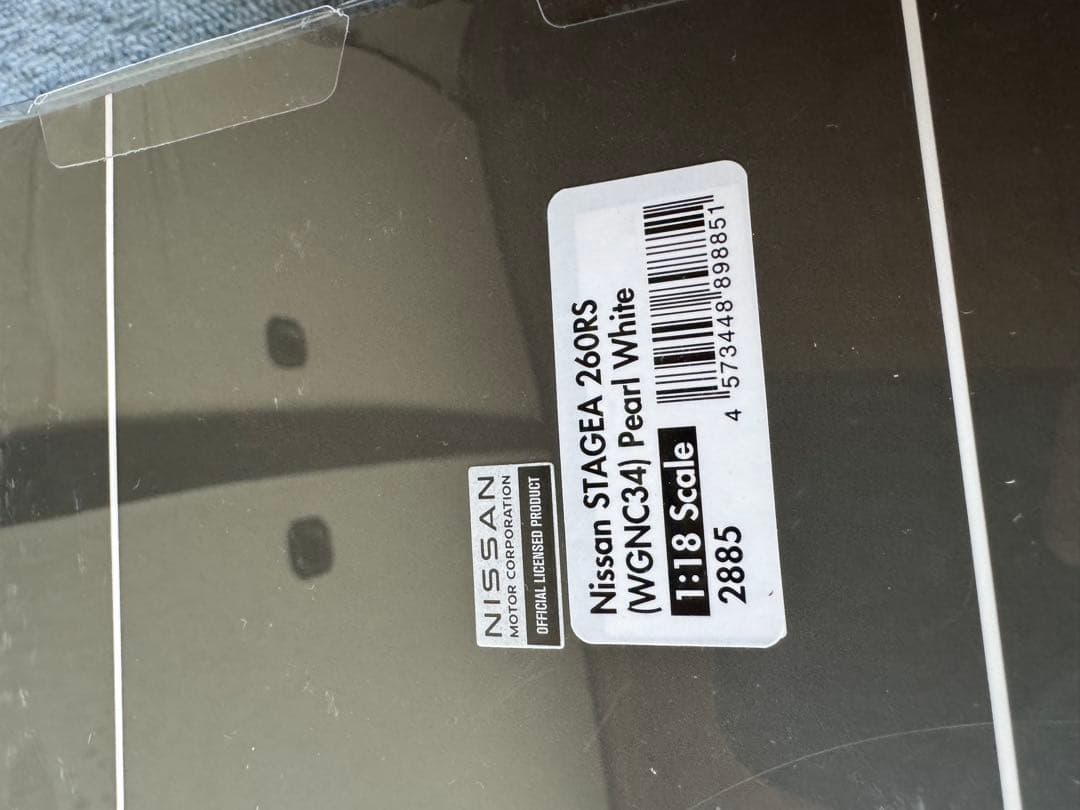 NISSAN
MOTOR CORPORATION
OFFICIAL LICENSED PRODUCT
Nissan STAGEA 260RS
(WGNC34) Pearl White
1:18 Scale
2885
4 573448 898851